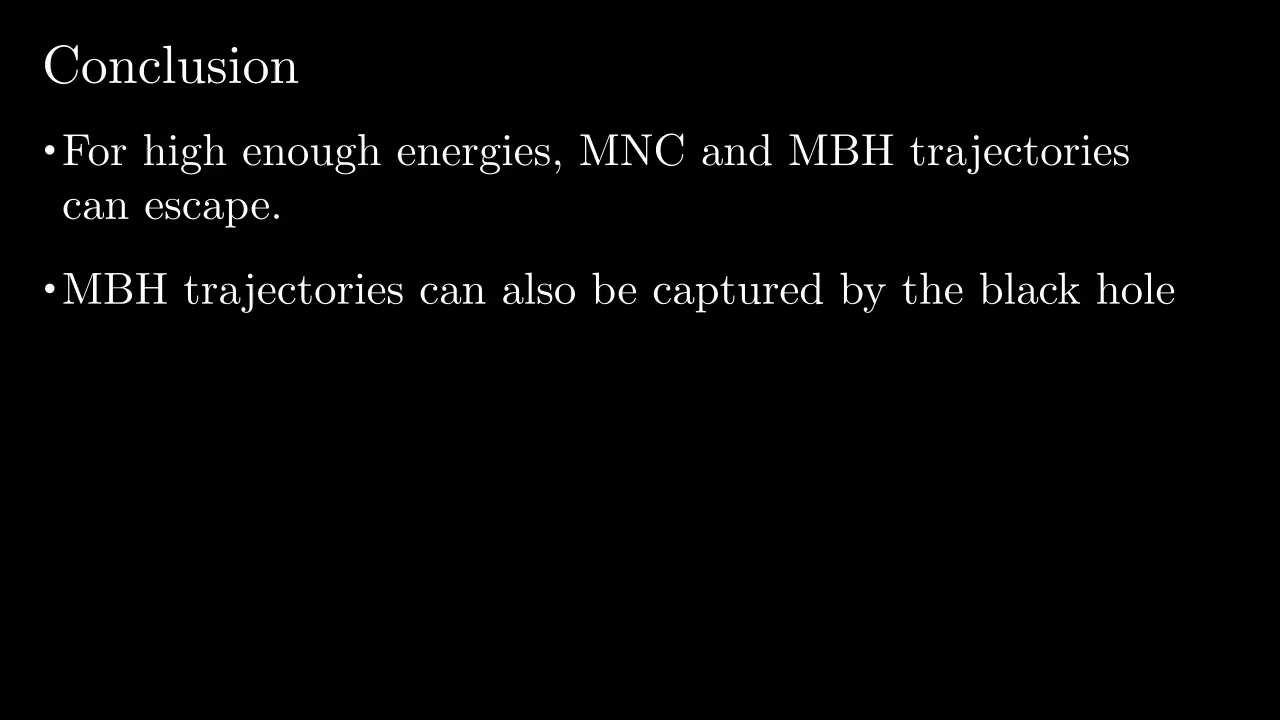 Conclusion
•For high enough energies, MNC and MBH trajectories
can escape.
•MBH trajectories can also be captured by the black hole